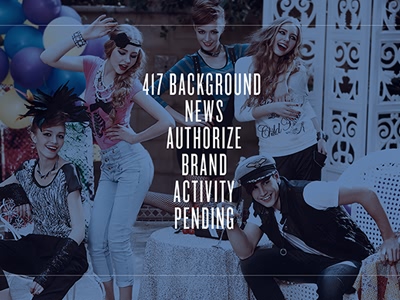 417 BACKGROUND
NEWS
AUTHORIZE
BRAND
ACTIVITY
PENDING